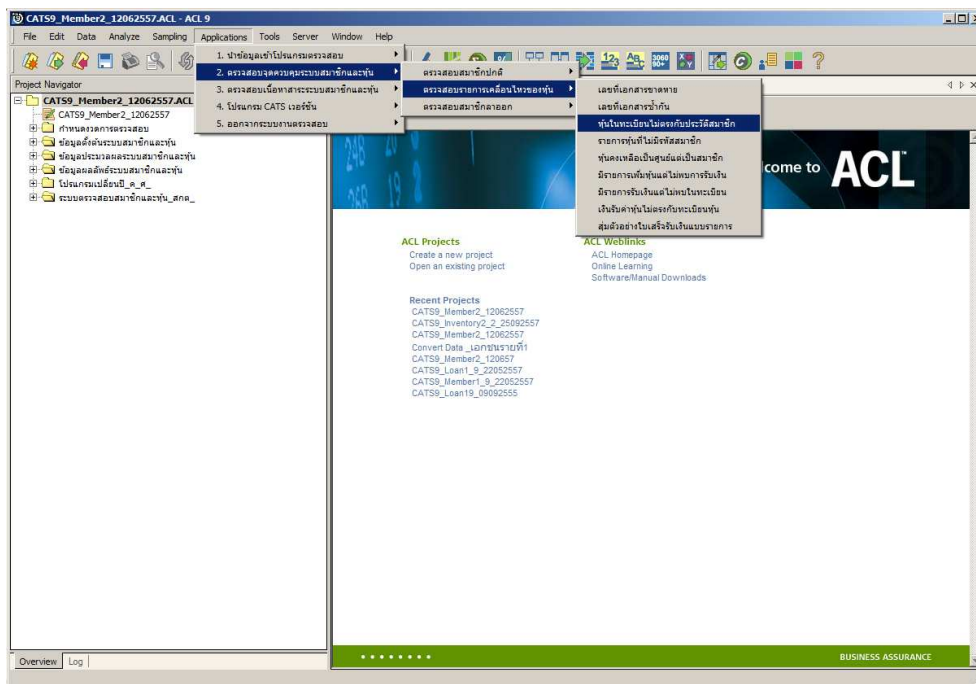 CATS9_Member2_12062557.ACL - ACL 9
File Edit Data Analyze Sampling Applications Tools Server Window Help
1. นำข้อมูลเข้าโปรแกรมตรวจสอบ
2. ตรวจสอบจุดควบคุมระบบสมาชิกและหุ้น
3. ตรวจสอบเนื้อหาสาระระบบสมาชิกและหุ้น
4. โปรแกรม CATS เวอร์ชั่น
5. ออกจากระบบงานตรวจสอบ
ตรวจสอบสมาชิกปกติ
ตรวจสอบรายการเคลื่อนไหวของหุ้น
ตรวจสอบสมาชิกลาออก
เลขที่เอกสารขาดหาย
เลขที่เอกสารซ้ำกัน
หุ้นในทะเบียนไม่ตรงกับประวัติสมาชิก
รายการหุ้นที่ไม่มีรหัสสมาชิก
หุ้นคงเหลือเป็นศูนย์แต่เป็นสมาชิก
มีรายการเพิ่มหุ้นแต่ไม่พบการรับเงิน
มีรายการรับเงินแต่ไม่พบในทะเบียน
เงินรับค่าหุ้นไม่ตรงกับทะเบียนหุ้น
สุ่มตัวอย่างใบเสร็จรับเงินแบบรายการ
Project Navigator
CATS9_Member2_12062557.ACL
CATS9_Member2_12062557
กำหนดงวดการตรวจสอบ
ข้อมูลตั้งต้นระบบสมาชิกและหุ้น
ข้อมูลประมวลผลระบบสมาชิกและหุ้น
ข้อมูลผลลัพธ์ระบบสมาชิกและหุ้น
โปรแกรมเปลี่ยนปี_ค_ศ_
ระบบตรวจสอบสมาชิกและหุ้น_สกต_
come to ACL
ACL Projects
Create a new project
Open an existing project
Recent Projects
CATS9_Member2_12062557
CATS9_Inventory2_2_25092557
CATS9_Member2_12062557
Convert Data _เอกชนรายที่1
CATS9_Member2_120657
CATS9_Loan1_9_22052557
CATS9_Member1_9_22052557
CATS9_Loan19_09092555
ACL Weblinks
ACL Homepage
Online Learning
Software/Manual Downloads
Overview Log
BUSINESS ASSURANCE